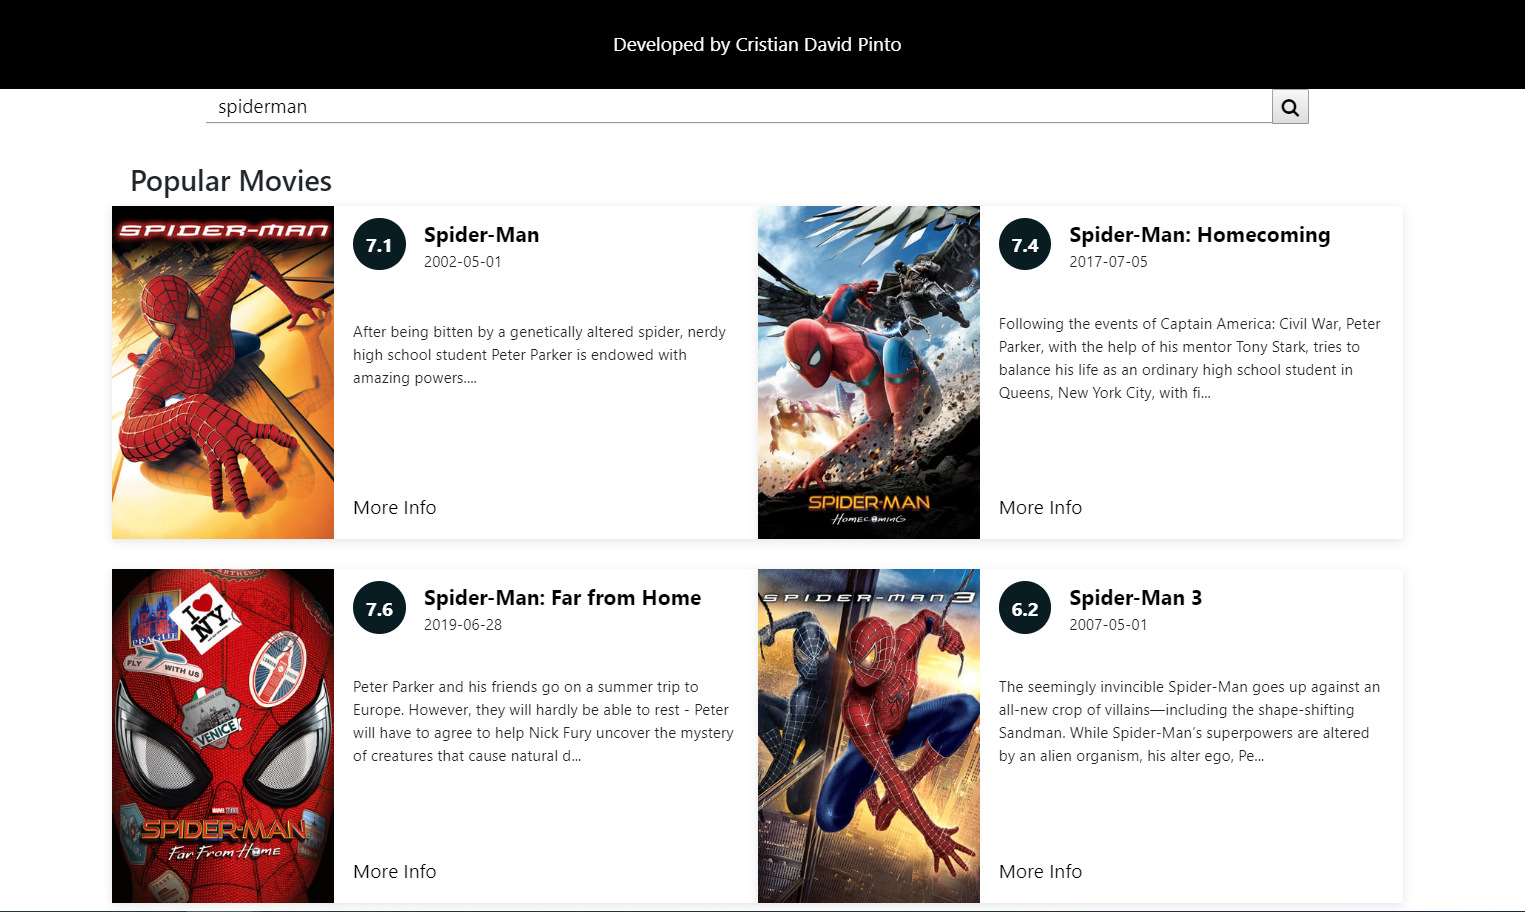 Developed by Cristian David Pinto
spiderman
Popular Movies
SPIDER-MAN
7.1
Spider-Man
2002-05-01
After being bitten by a genetically altered spider, nerdy
high school student Peter Parker is endowed with
amazing powers....
More Info
SPIDER-MAN
HOMECOMING
7.4
Spider-Man: Homecoming
2017-07-05
Following the events of Captain America: Civil War, Peter
Parker, with the help of his mentor Tony Stark, tries to
balance his life as an ordinary high school student in
Queens, New York City, with fi...
More Info
I
NY
PRAGUE
FLY WITH US
LONDON
VENICE
MARVEL STUDIOS
SPIDER-MAN
Far From Home
7.6
Spider-Man: Far from Home
2019-06-28
Peter Parker and his friends go on a summer trip to
Europe. However, they will hardly be able to rest - Peter
will have to agree to help Nick Fury uncover the mystery
of creatures that cause natural d...
More Info
SPIDER-MAN 3
6.2
Spider-Man 3
2007-05-01
The seemingly invincible Spider-Man goes up against an
all-new crop of villains—including the shape-shifting
Sandman. While Spider-Man’s superpowers are altered
by an alien organism, his alter ego, Pe...
More Info